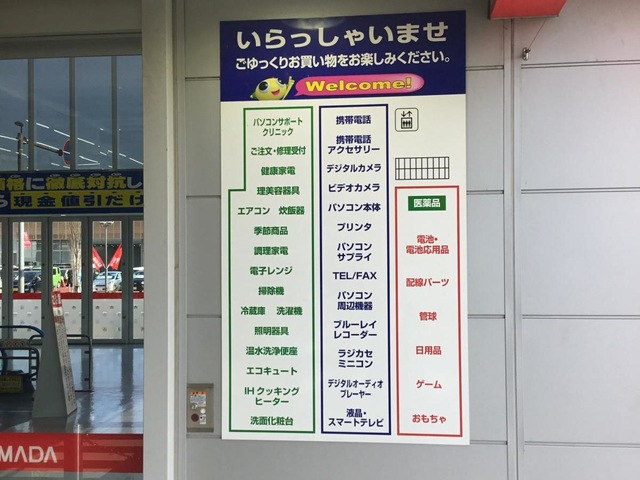 いらっしゃいませ
ごゆっくりお買い物をお楽しみください。
Welcome!
パソコンサポート
クリニック
ご注文・修理受付
健康家電
理美容器具
エアコン 炊飯器
季節商品
調理家電
電子レンジ
掃除機
冷蔵庫 洗濯機
照明器具
温水洗浄便座
エコキュート
IHクッキング
ヒーター
洗面化粧台
携帯電話
携帯電話
アクセサリー
デジタルカメラ
ビデオカメラ
パソコン本体
プリンタ
パソコン
サプライ
TEL/FAX
パソコン
周辺機器
ブルーレイ
レコーダー
ラジカセ
ミニコン
デジタルオーディオ
プレーヤー
液晶・
スマートテレビ
医薬品
電池・
電池応用品
配線パーツ
管球
日用品
ゲーム
おもちゃ
価格に徹底対抗し
現金値引だけ
MADA